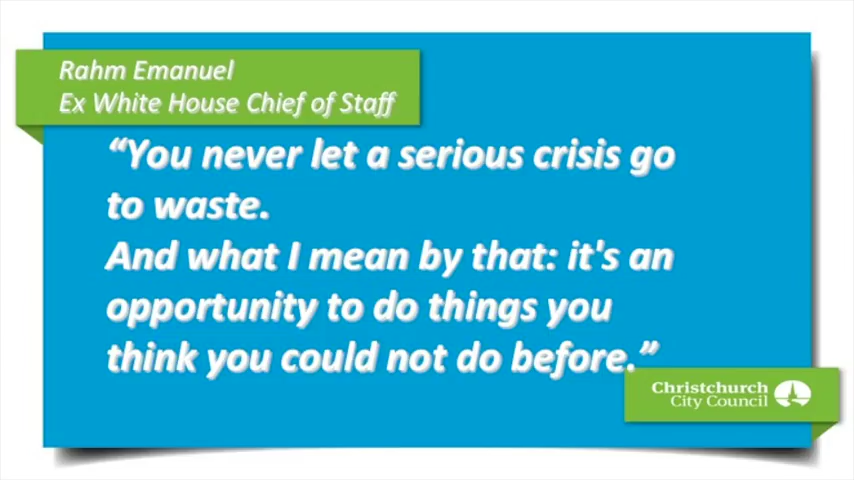 Rahm Emanuel
Ex White House Chief of Staff
“You never let a serious crisis go
to waste.
And what I mean by that: it's an
opportunity to do things you
think you could not do before.”
Christchurch
City Council